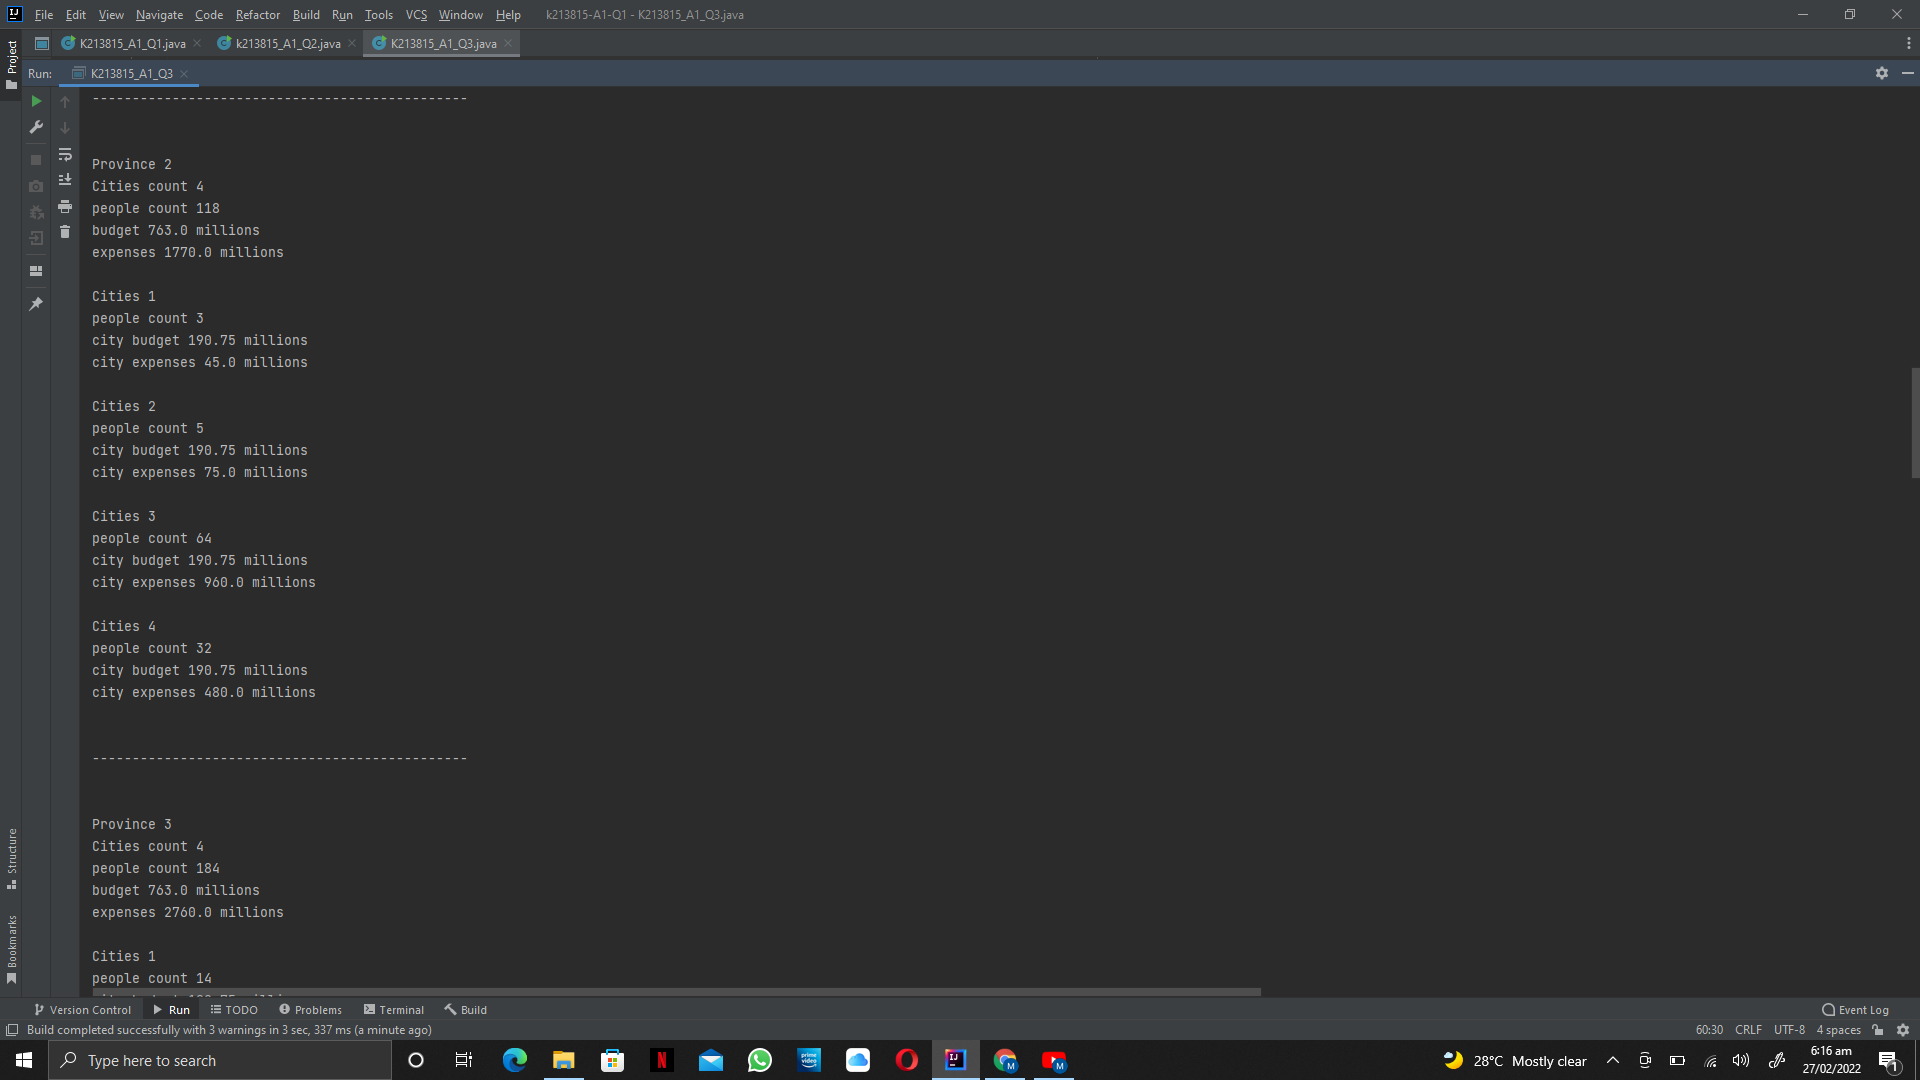 File Edit View Navigate Code Refactor Build Run Tools VCS Window Help k213815-A1-Q1 - K213815_A1_Q3.java
K213815_A1_Q1.java k213815_A1_Q2.java K213815_A1_Q3.java
Project
Run: K213815_A1_Q3
-----------------------------------------------
Province 2
Cities count 4
people count 118
budget 763.0 millions
expenses 1770.0 millions
Cities 1
people count 3
city budget 190.75 millions
city expenses 45.0 millions
Cities 2
people count 5
city budget 190.75 millions
city expenses 75.0 millions
Cities 3
people count 64
city budget 190.75 millions
city expenses 960.0 millions
Cities 4
people count 32
city budget 190.75 millions
city expenses 480.0 millions
-----------------------------------------------
Province 3
Cities count 4
people count 184
budget 763.0 millions
expenses 2760.0 millions
Cities 1
people count 14
Structure
Bookmarks
Version Control Run TODO Problems Terminal Build Event Log
Build completed successfully with 3 warnings in 3 sec, 337 ms (a minute ago) 60:30 CRLF UTF-8 4 spaces
Type here to search prime video 28°C Mostly clear 6:16 am
27/02/2022 1